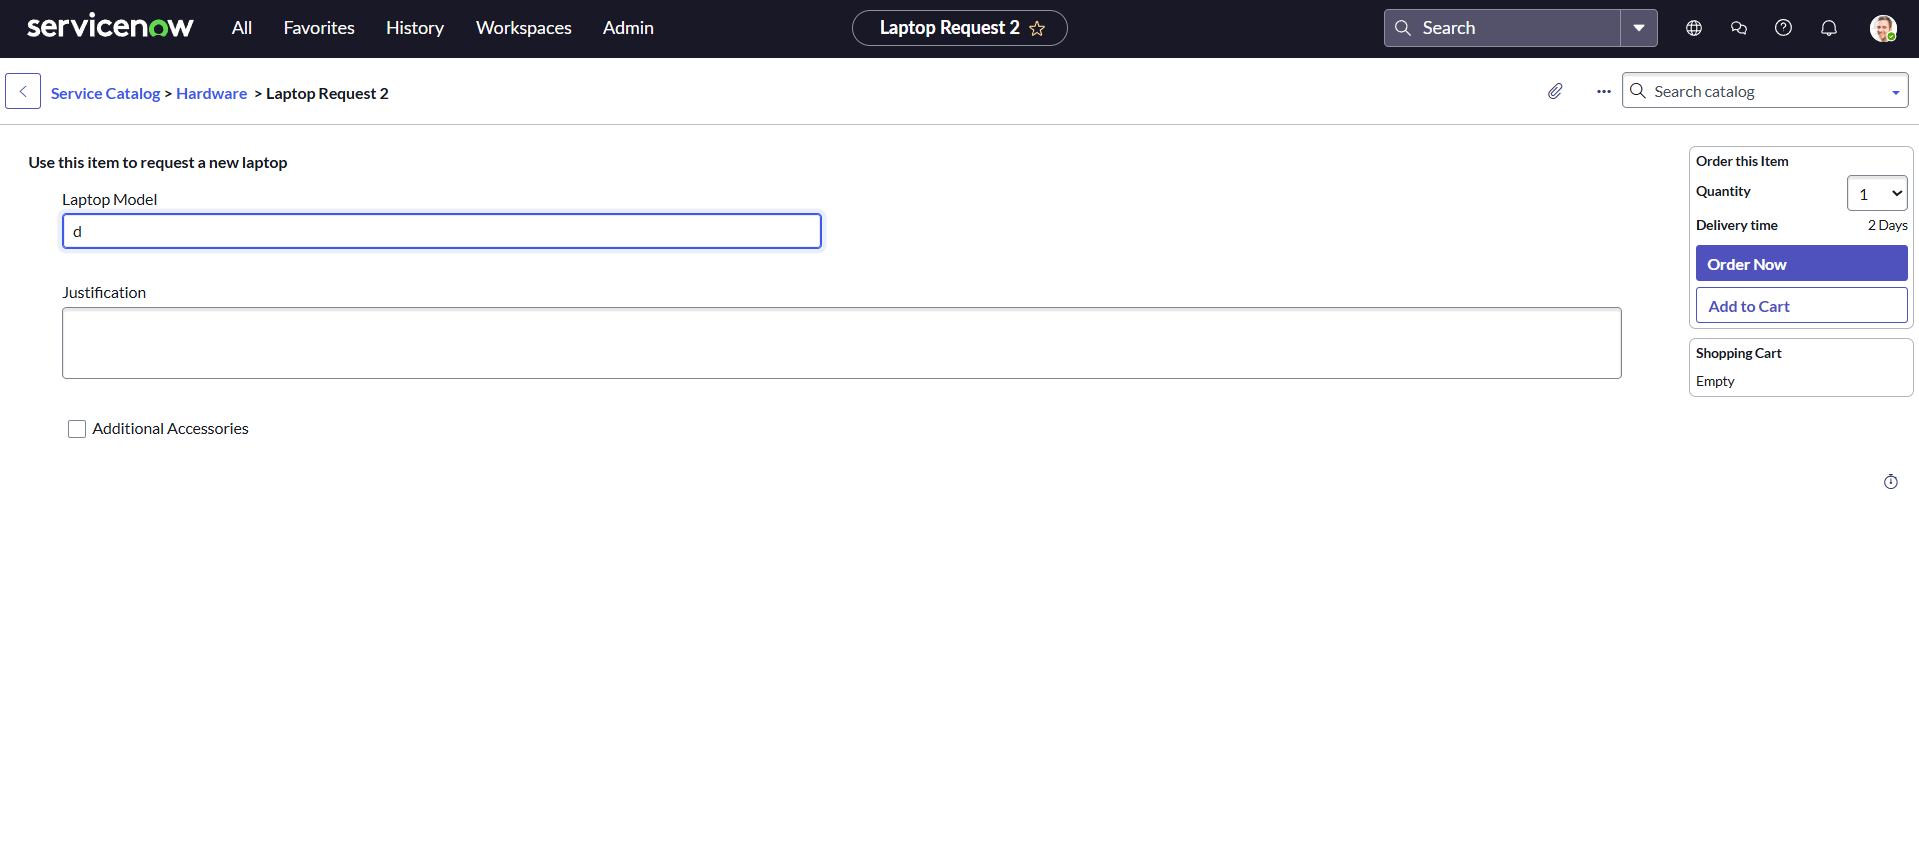 servicenow All Favorites History Workspaces Admin Laptop Request 2 Search
Service Catalog > Hardware > Laptop Request 2 Search catalog
Use this item to request a new laptop
Laptop Model
d
Justification
Additional Accessories
Order this Item
Quantity 1
Delivery time 2 Days
Order Now
Add to Cart
Shopping Cart
Empty